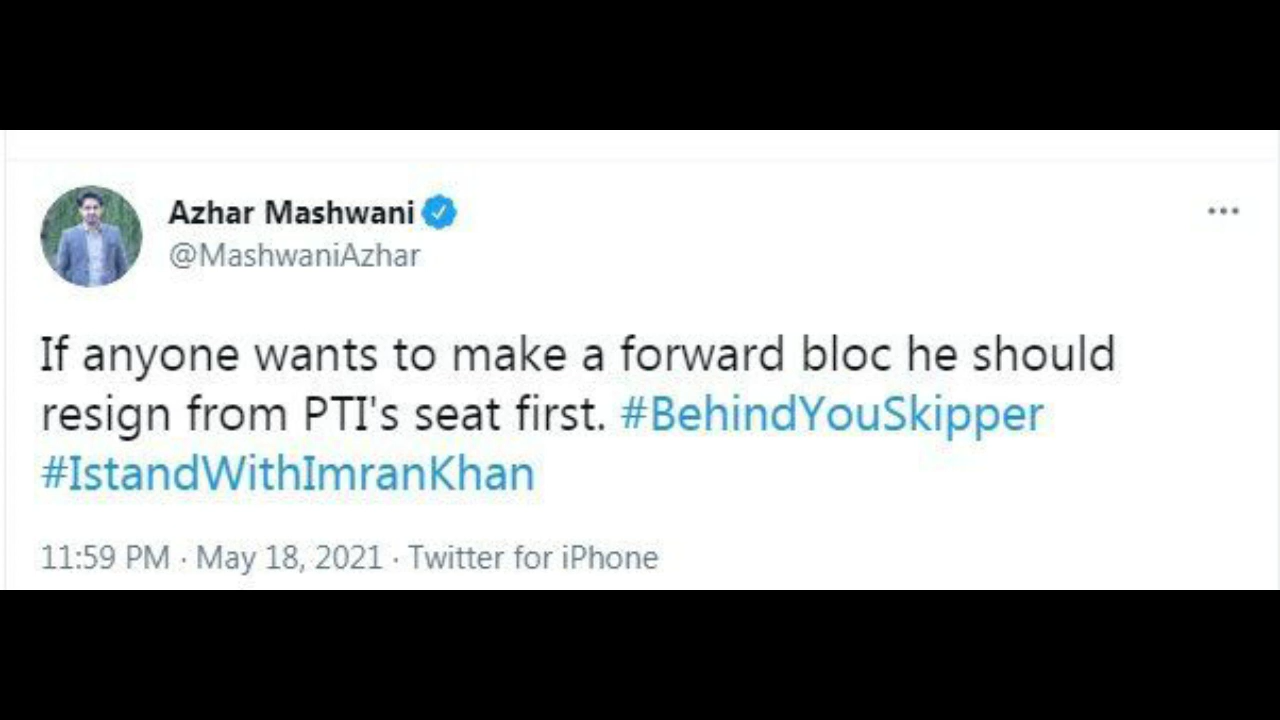 Azhar Mashwani
@MashwaniAzhar
If anyone wants to make a forward bloc he should
resign from PTI's seat first. #BehindYouSkipper
#IstandWithImranKhan
11:59 PM · May 18, 2021 · Twitter for iPhone